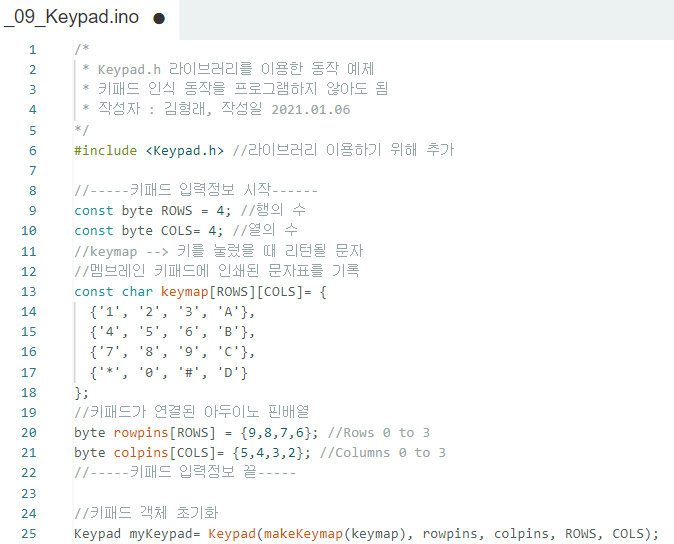 _09_Keypad.ino ●
1 /*
2 * Keypad.h 라이브러리를 이용한 동작 예제
3 * 키패드 인식 동작을 프로그램하지 않아도 됨
4 * 작성자 : 김형래, 작성일 2021.01.06
5 */
6 #include <Keypad.h> //라이브러리 이용하기 위해 추가
7
8 //-----키패드 입력정보 시작------
9 const byte ROWS = 4; //행의 수
10 const byte COLS= 4; //열의 수
11 //keymap --> 키를 눌렀을 때 리턴될 문자
12 //멤브레인 키패드에 인쇄된 문자표를 기록
13 const char keymap[ROWS][COLS]= {
14 {'1', '2', '3', 'A'},
15 {'4', '5', '6', 'B'},
16 {'7', '8', '9', 'C'},
17 {'*', '0', '#', 'D'}
18 };
19 //키패드가 연결된 아두이노 핀배열
20 byte rowpins[ROWS] = {9,8,7,6}; //Rows 0 to 3
21 byte colpins[COLS]= {5,4,3,2}; //Columns 0 to 3
22 //-----키패드 입력정보 끝-----
23
24 //키패드 객체 초기화
25 Keypad myKeypad= Keypad(makeKeymap(keymap), rowpins, colpins, ROWS, COLS);